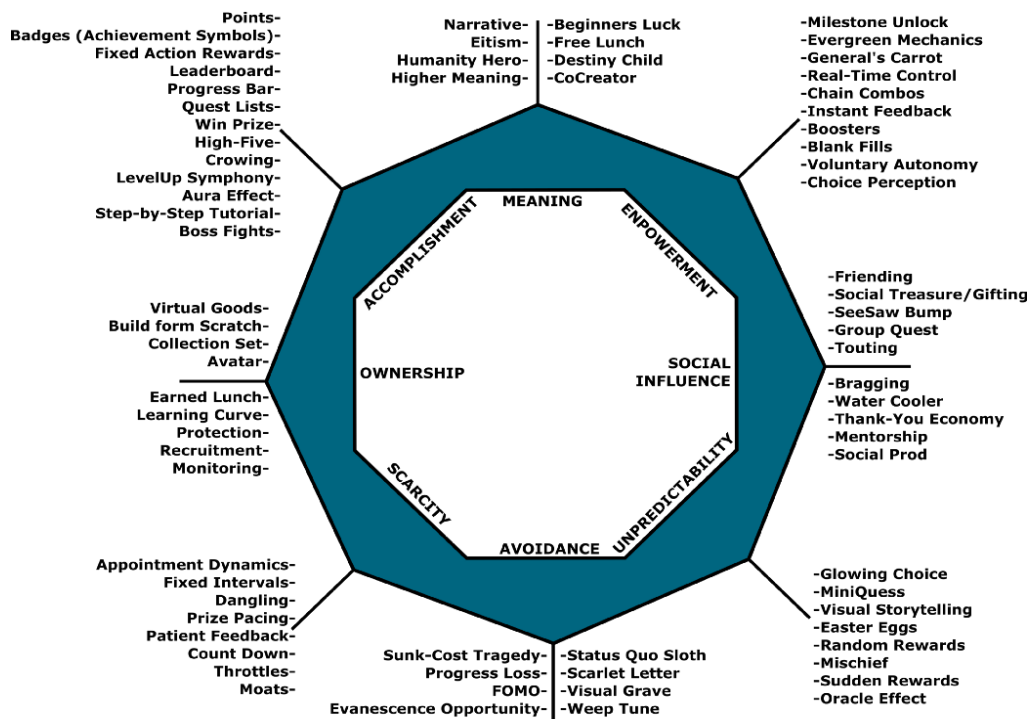 Points-
Badges (Achievement Symbols)-
Fixed Action Rewards-
Leaderboard-
Progress Bar-
Quest Lists-
Win Prize-
High-Five-
Crowing-
LevelUp Symphony-
Aura Effect-
Step-by-Step Tutorial-
Boss Fights-
Narrative-
Eitism-
Humanity Hero-
Higher Meaning-
-Beginners Luck
-Free Lunch
-Destiny Child
-CoCreator
-Milestone Unlock
-Evergreen Mechanics
-General's Carrot
-Real-Time Control
-Chain Combos
-Instant Feedback
-Boosters
-Blank Fills
-Voluntary Autonomy
-Choice Perception
ACCOMPLISHMENT
MEANING
ENPOWERMENT
Virtual Goods-
Build form Scratch-
Collection Set-
Avatar-
Earned Lunch-
Learning Curve-
Protection-
Recruitment-
Monitoring-
OWNERSHIP
SOCIAL
INFLUENCE
-Friending
-Social Treasure/Gifting
-SeeSaw Bump
-Group Quest
-Touting
-Bragging
-Water Cooler
-Thank-You Economy
-Mentorship
-Social Prod
SCARCITY
AVOIDANCE
UNPREDICTABILITY
Appointment Dynamics-
Fixed Intervals-
Dangling-
Prize Pacing-
Patient Feedback-
Count Down-
Throttles-
Moats-
Sunk-Cost Tragedy-
Progress Loss-
FOMO-
Evanescence Opportunity-
-Status Quo Sloth
-Scarlet Letter
-Visual Grave
-Weep Tune
-Glowing Choice
-MiniQuess
-Visual Storytelling
-Easter Eggs
-Random Rewards
-Mischief
-Sudden Rewards
-Oracle Effect